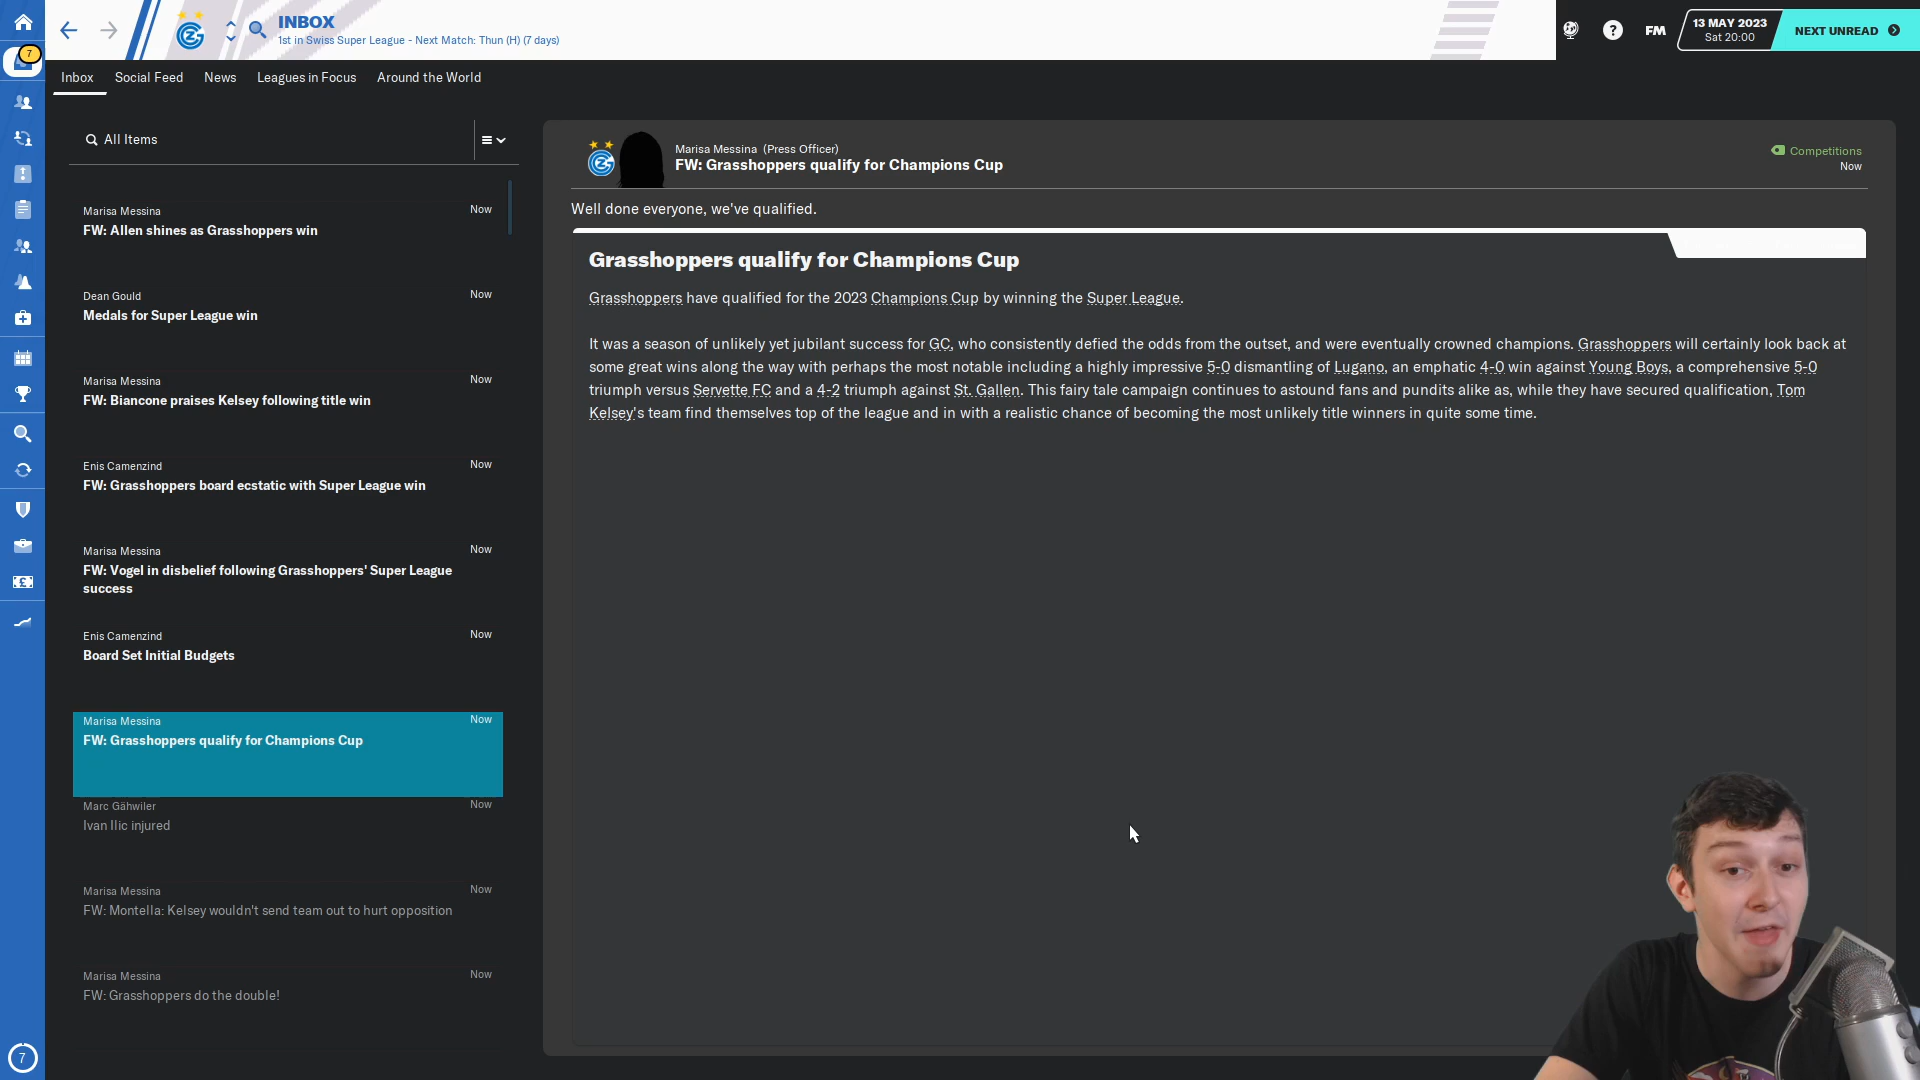 7
INBOX
1st in Swiss Super League - Next Match: Thun (H) (7 days)
?
FM
13 MAY 2023
Sat 20:00
NEXT UNREAD
Inbox
Social Feed
News
Leagues in Focus
Around the World
All Items
Marisa Messina
Now
FW: Allen shines as Grasshoppers win
Dean Gould
Now
Medals for Super League win
Marisa Messina
Now
FW: Biancone praises Kelsey following title win
Enis Camenzind
Now
FW: Grasshoppers board ecstatic with Super League win
Marisa Messina
Now
FW: Vogel in disbelief following Grasshoppers' Super League
success
Enis Camenzind
Now
Board Set Initial Budgets
Marisa Messina
Now
FW: Grasshoppers qualify for Champions Cup
Marc Gähwiler
Now
Ivan Ilic injured
Marisa Messina
Now
FW: Montella: Kelsey wouldn't send team out to hurt opposition
Marisa Messina
Now
FW: Grasshoppers do the double!
7
Marisa Messina (Press Officer)
FW: Grasshoppers qualify for Champions Cup
Competitions
Now
Well done everyone, we've qualified.
Grasshoppers qualify for Champions Cup
Grasshoppers have qualified for the 2023 Champions Cup by winning the Super League.
It was a season of unlikely yet jubilant success for GC, who consistently defied the odds from the outset, and were eventually crowned champions. Grasshoppers will certainly look back at
some great wins along the way with perhaps the most notable including a highly impressive 5-0 dismantling of Lugano, an emphatic 4-0 win against Young Boys, a comprehensive 5-0
triumph versus Servette FC and a 4-2 triumph against St. Gallen. This fairy tale campaign continues to astound fans and pundits alike as, while they have secured qualification, Tom
Kelsey's team find themselves top of the league and in with a realistic chance of becoming the most unlikely title winners in quite some time.